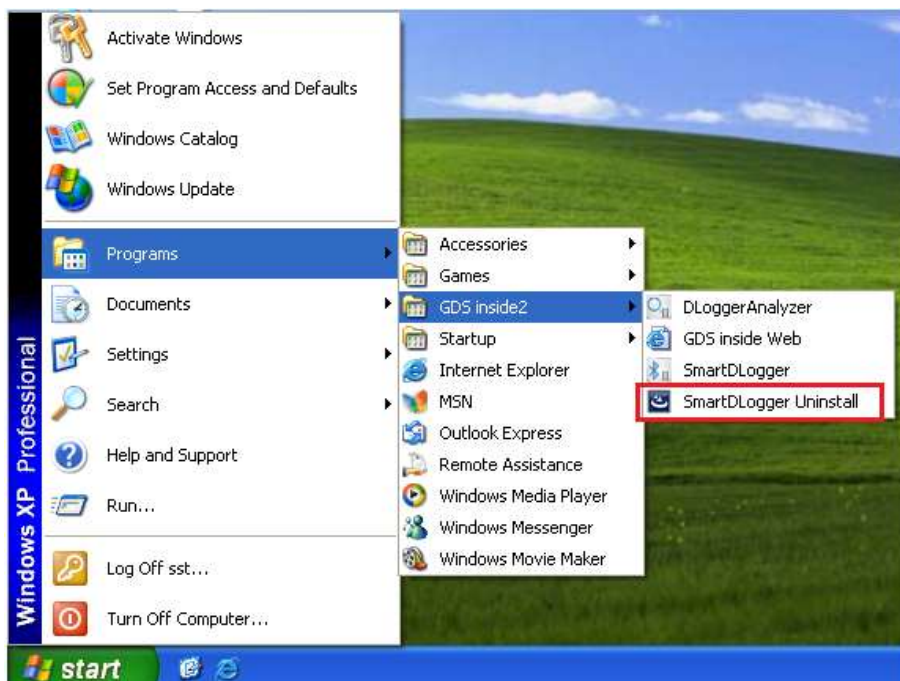 Activate Windows
Set Program Access and Defaults
Windows Catalog
Windows Update
Programs
Documents
Settings
Search
Help and Support
Run...
Log Off sst...
Turn Off Computer...
Windows XP Professional
Accessories
Games
GDS inside2
Startup
Internet Explorer
MSN
Outlook Express
Remote Assistance
Windows Media Player
Windows Messenger
Windows Movie Maker
DLoggerAnalyzer
GDS inside Web
SmartDLogger
SmartDLogger Uninstall
start